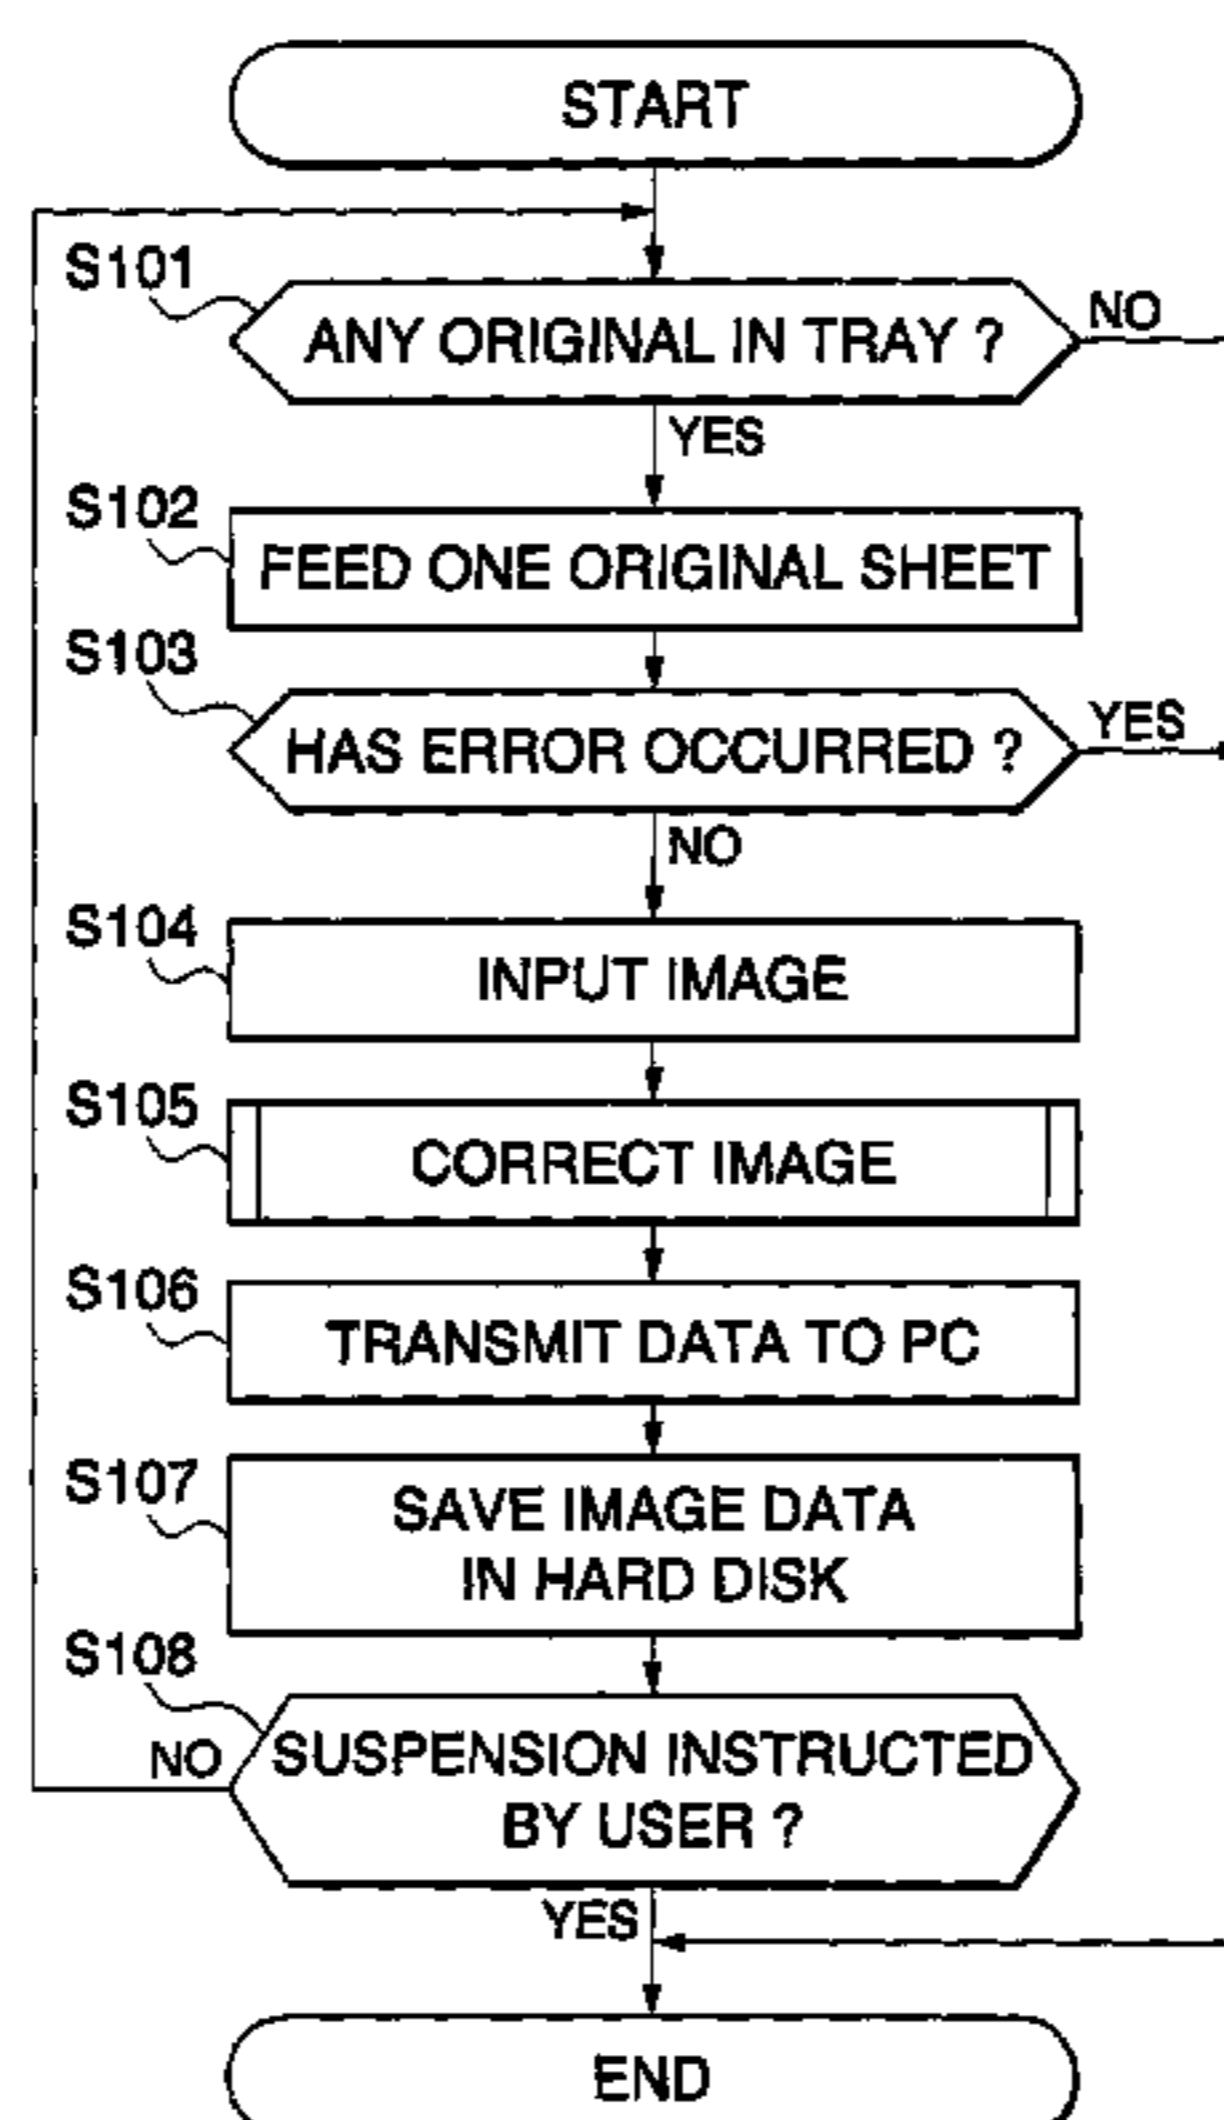 START
S101
ANY ORIGINAL IN TRAY ?
NO
YES
S102
FEED ONE ORIGINAL SHEET
S103
HAS ERROR OCCURRED ?
YES
NO
S104
INPUT IMAGE
S105
CORRECT IMAGE
S106
TRANSMIT DATA TO PC
S107
SAVE IMAGE DATA
IN HARD DISK
S108
NO
SUSPENSION INSTRUCTED
BY USER ?
YES
END